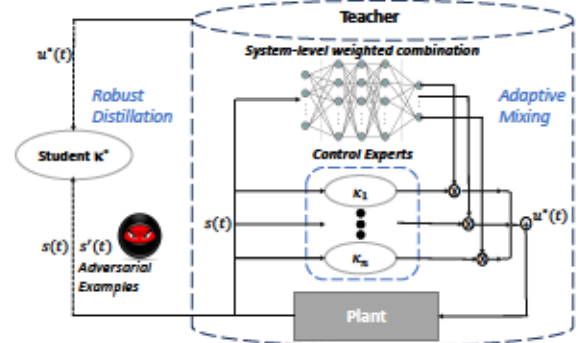 Teacher
System-level weighted combination
u*(t)
Robust
Distillation
Adaptive
Mixing
Student κ*
Control Experts
κ₁
s(t)
u*(t)
s(t) s'(t)
Adversarial
Examples
κₙ
Plant